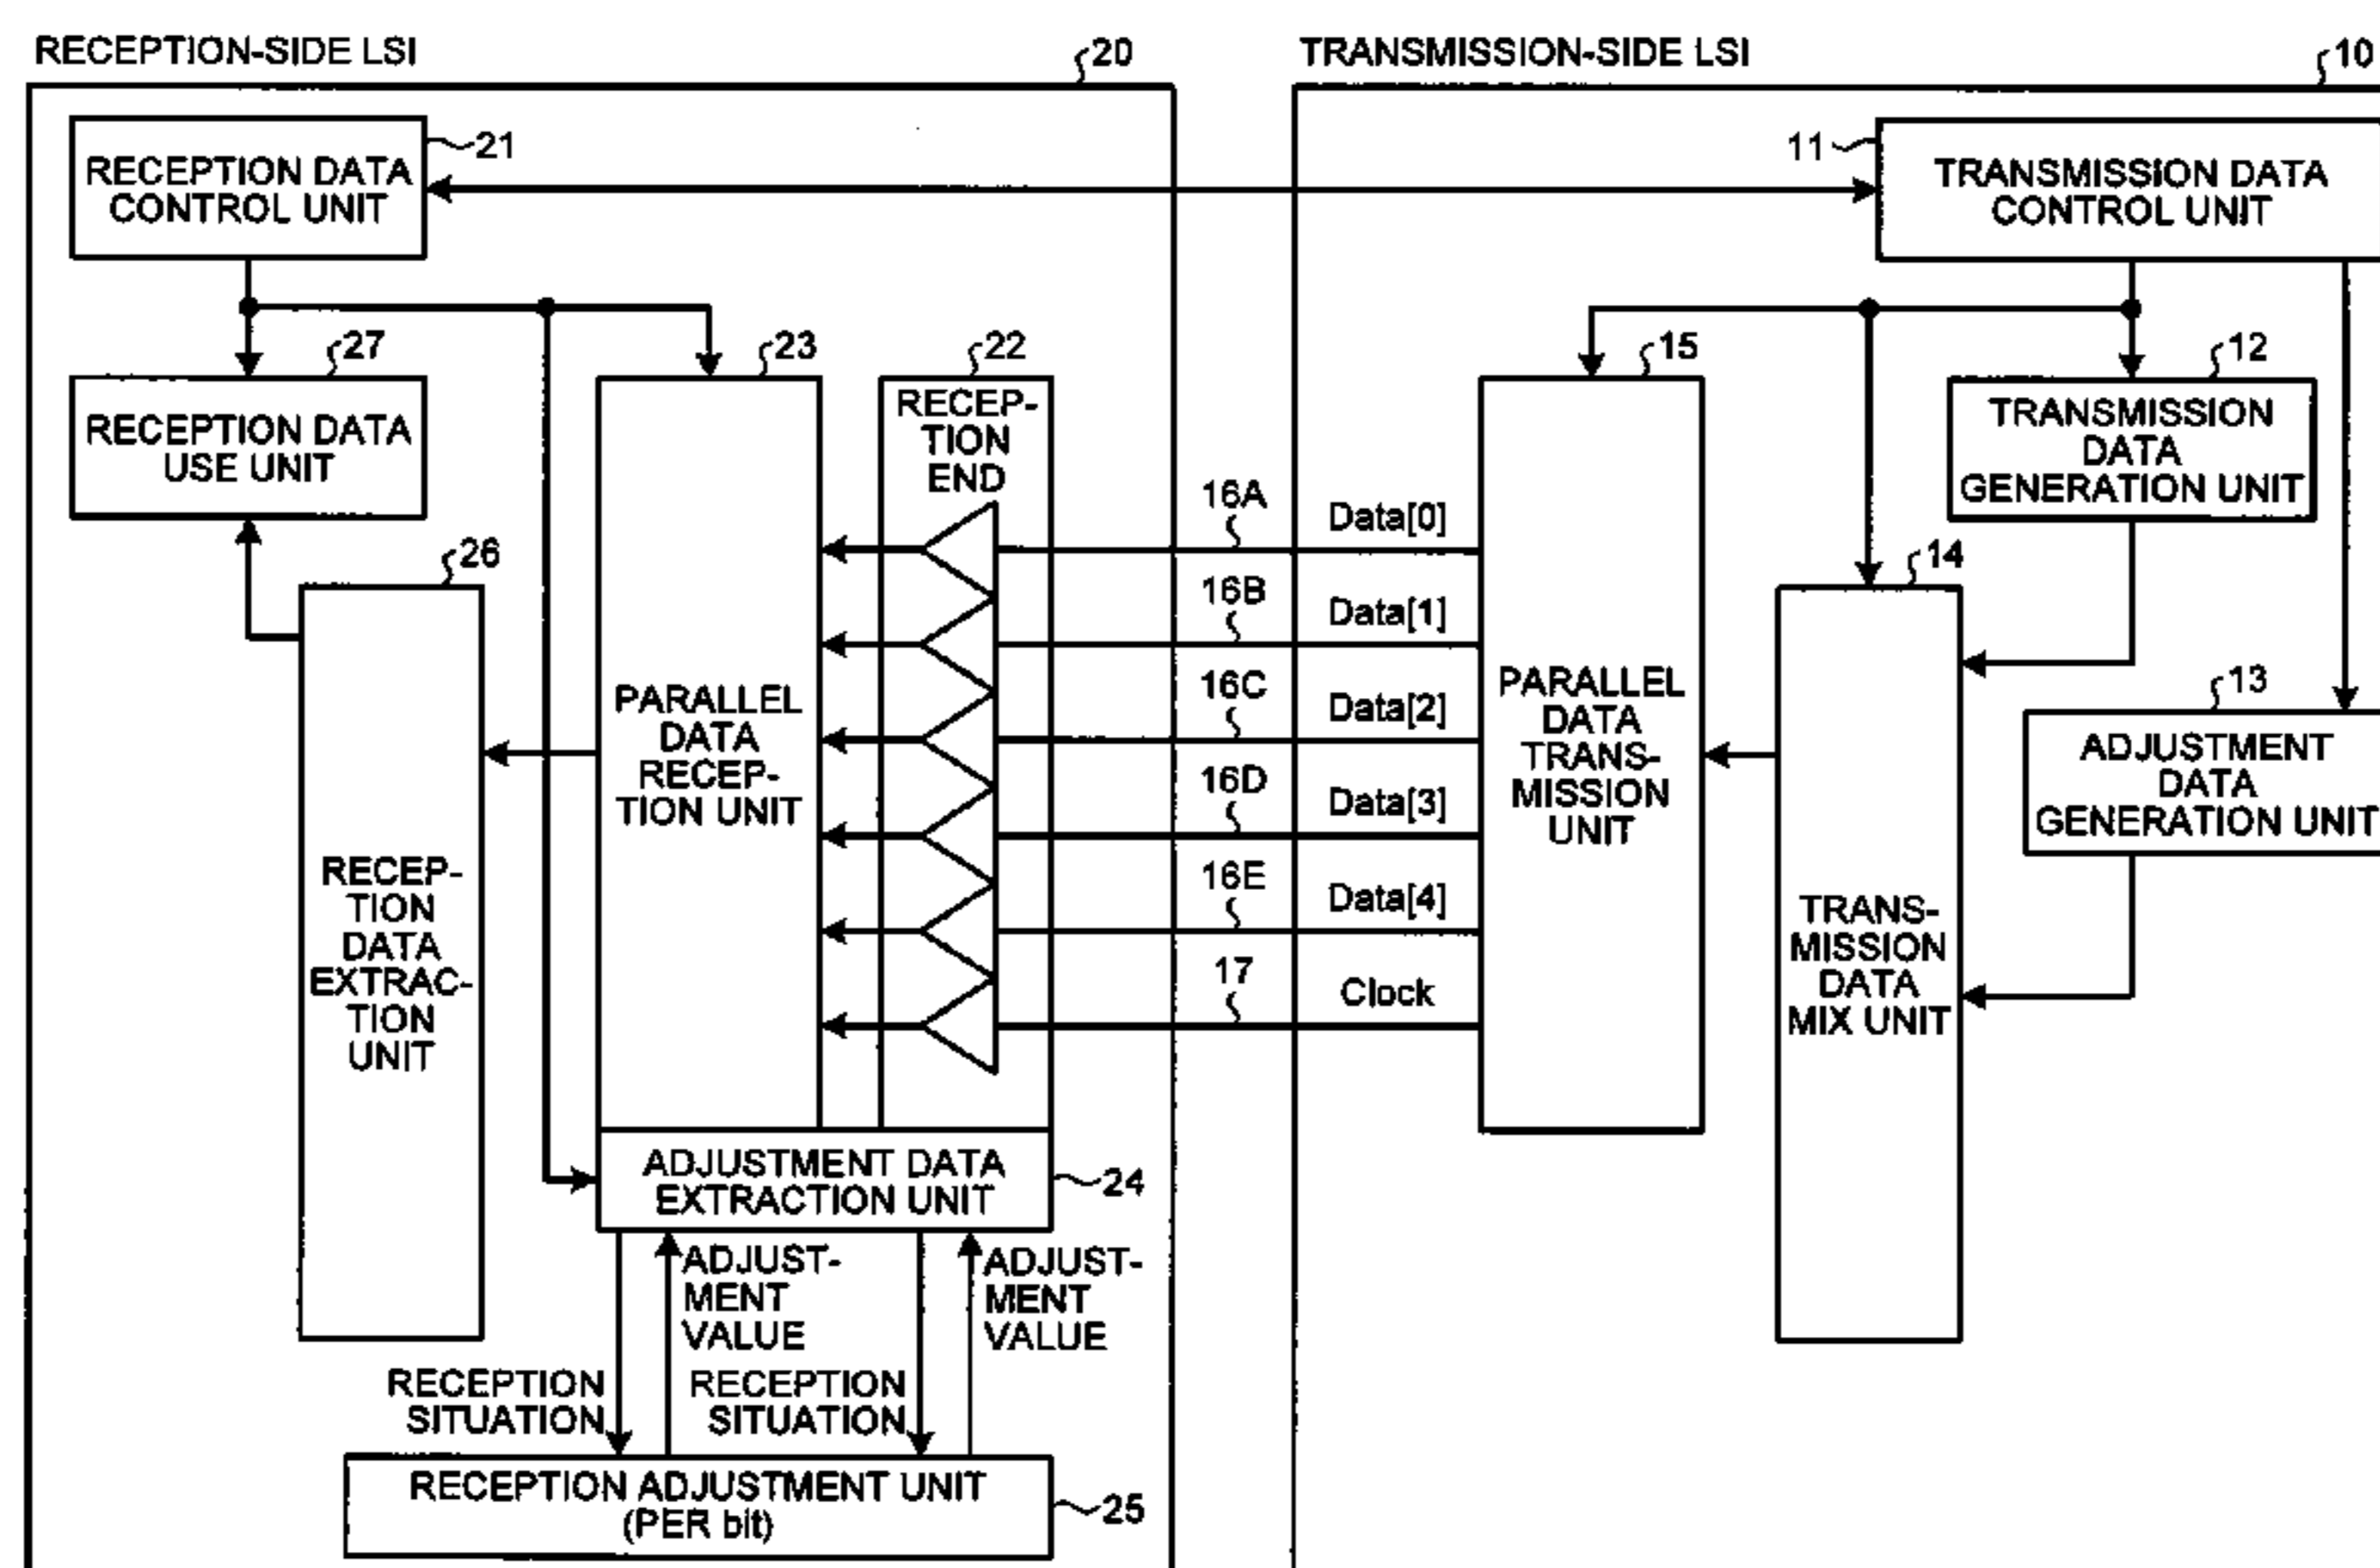 RECEPTION-SIDE LSI
20
TRANSMISSION-SIDE LSI
10
RECEPTION DATA
CONTROL UNIT
21
11
TRANSMISSION DATA
CONTROL UNIT
27
RECEPTION DATA
USE UNIT
23
PARALLEL
DATA
RECEP-
TION UNIT
22
RECEP-
TION
END
15
PARALLEL
DATA
TRANS-
MISSION
UNIT
12
TRANSMISSION
DATA
GENERATION UNIT
26
RECEP-
TION
DATA
EXTRAC-
TION
UNIT
16A
Data[0]
16B
Data[1]
16C
Data[2]
16D
Data[3]
16E
Data[4]
17
Clock
14
TRANS-
MISSION
DATA
MIX UNIT
13
ADJUSTMENT
DATA
GENERATION UNIT
ADJUSTMENT DATA
EXTRACTION UNIT
24
ADJUST-
MENT
VALUE
ADJUST-
MENT
VALUE
RECEPTION
SITUATION
RECEPTION
SITUATION
RECEPTION ADJUSTMENT UNIT
(PER bit)
25